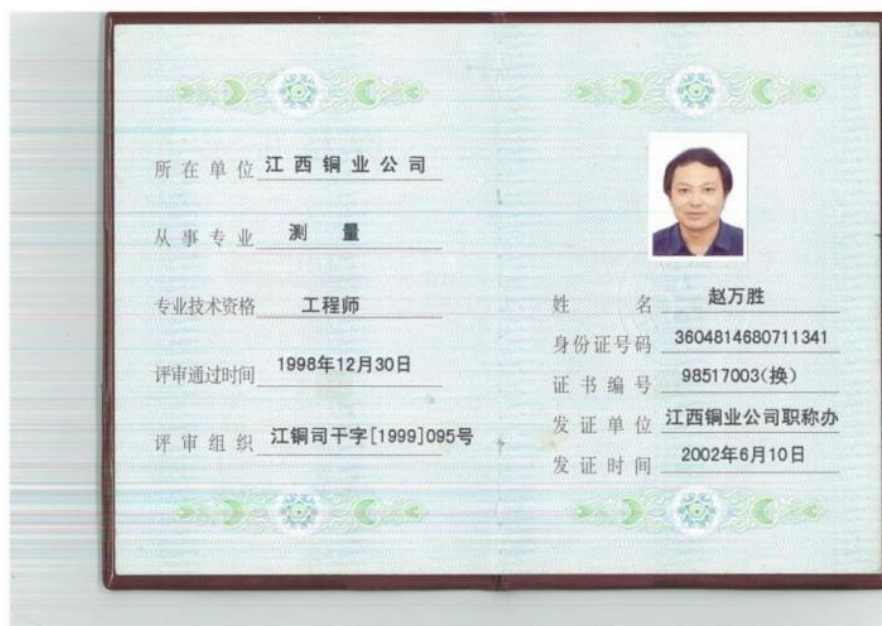 所在单位 江西铜业公司
从事专业 测 量
专业技术资格 工程师
评审通过时间 1998年12月30日
评审组织 江铜司干字[1999]095号
姓 名 赵万胜
身份证号码 3604814680711341
证书编号 98517003(换)
发证单位 江西铜业公司职称办
发证时间 2002年6月10日